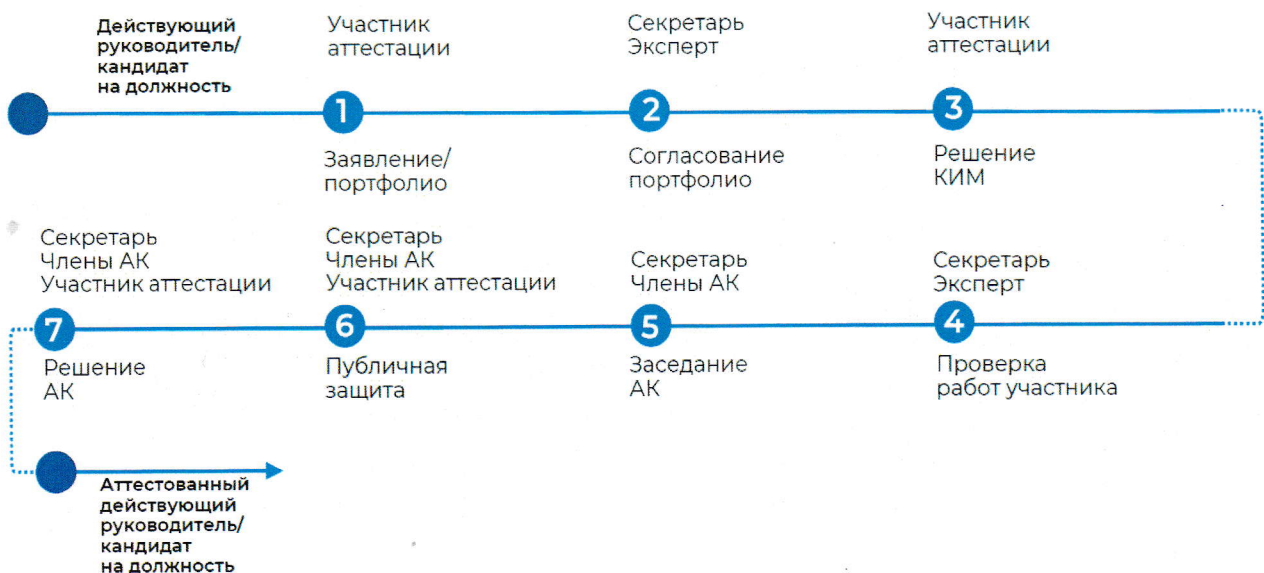 Действующий
руководитель/
кандидат
на должность
Участник
аттестации
1
Заявление/
портфолио
Секретарь
Эксперт
2
Согласование
портфолио
Участник
аттестации
3
Решение
КИМ
Секретарь
Эксперт
4
Проверка
работ участника
Секретарь
Члены АК
5
Заседание
АК
Секретарь
Члены АК
Участник аттестации
6
Публичная
защита
Секретарь
Члены АК
Участник аттестации
7
Решение
АК
Аттестованный
действующий
руководитель/
кандидат
на должность